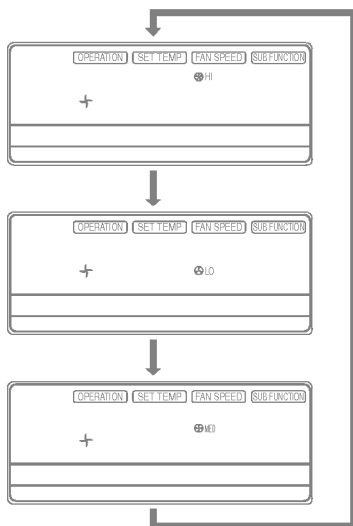 OPERATION SET TEMP FAN SPEED SUB FUNCTION
HI
OPERATION SET TEMP FAN SPEED SUB FUNCTION
LO
OPERATION SET TEMP FAN SPEED SUB FUNCTION
MED